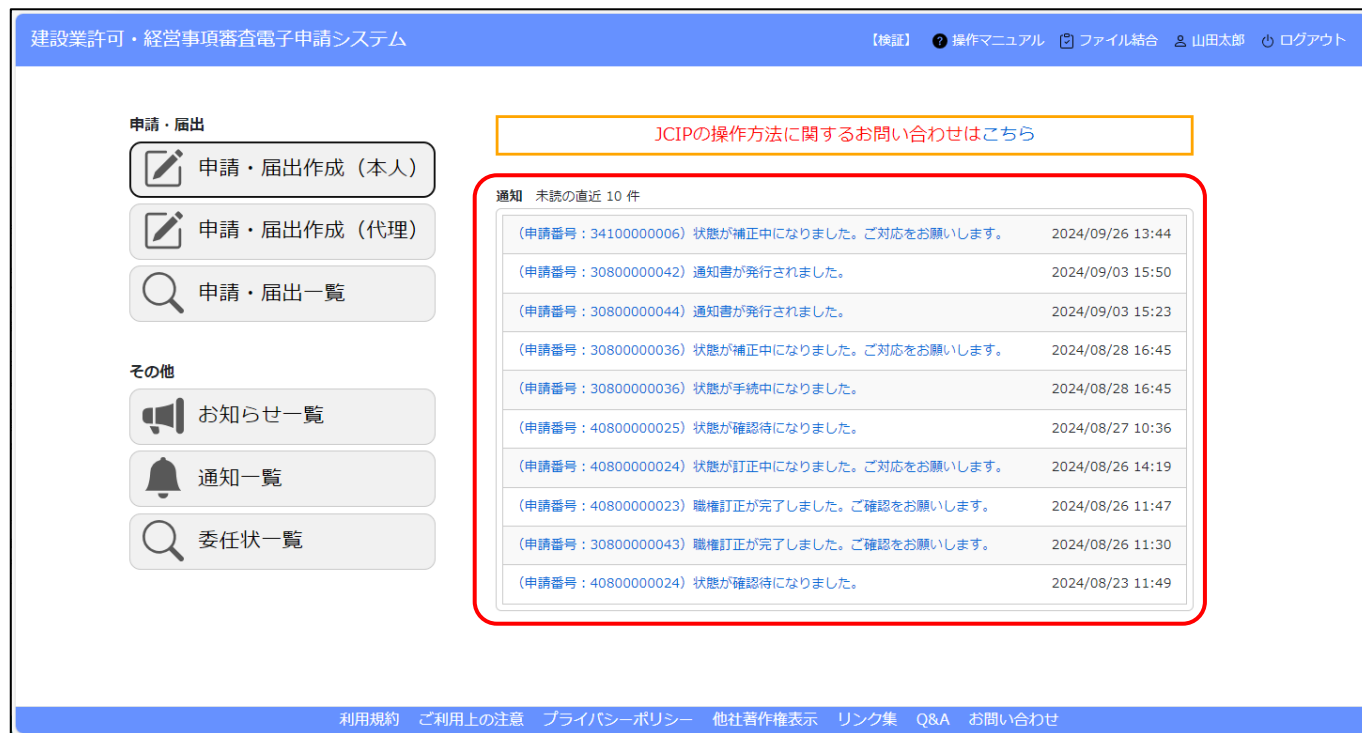 建設業許可・経営事項審査電子申請システム
【検証】 操作マニュアル ファイル結合 山田太郎 ログアウト
申請・届出
申請・届出作成（本人）
申請・届出作成（代理）
申請・届出一覧
その他
お知らせ一覧
通知一覧
委任状一覧
JCIPの操作方法に関するお問い合わせはこちら
通知 未読の直近 10 件
（申請番号：34100000006）状態が補正中になりました。ご対応をお願いします。 2024/09/26 13:44
（申請番号：30800000042）通知書が発行されました。 2024/09/03 15:50
（申請番号：30800000044）通知書が発行されました。 2024/09/03 15:23
（申請番号：30800000036）状態が補正中になりました。ご対応をお願いします。 2024/08/28 16:45
（申請番号：30800000036）状態が手続中になりました。 2024/08/28 16:45
（申請番号：40800000025）状態が確認待になりました。 2024/08/27 10:36
（申請番号：40800000024）状態が訂正中になりました。ご対応をお願いします。 2024/08/26 14:19
（申請番号：40800000023）職権訂正が完了しました。ご確認をお願いします。 2024/08/26 11:47
（申請番号：30800000043）職権訂正が完了しました。ご確認をお願いします。 2024/08/26 11:30
（申請番号：40800000024）状態が確認待になりました。 2024/08/23 11:49
利用規約 ご利用上の注意 プライバシーポリシー 他社著作権表示 リンク集 Q&A お問い合わせ